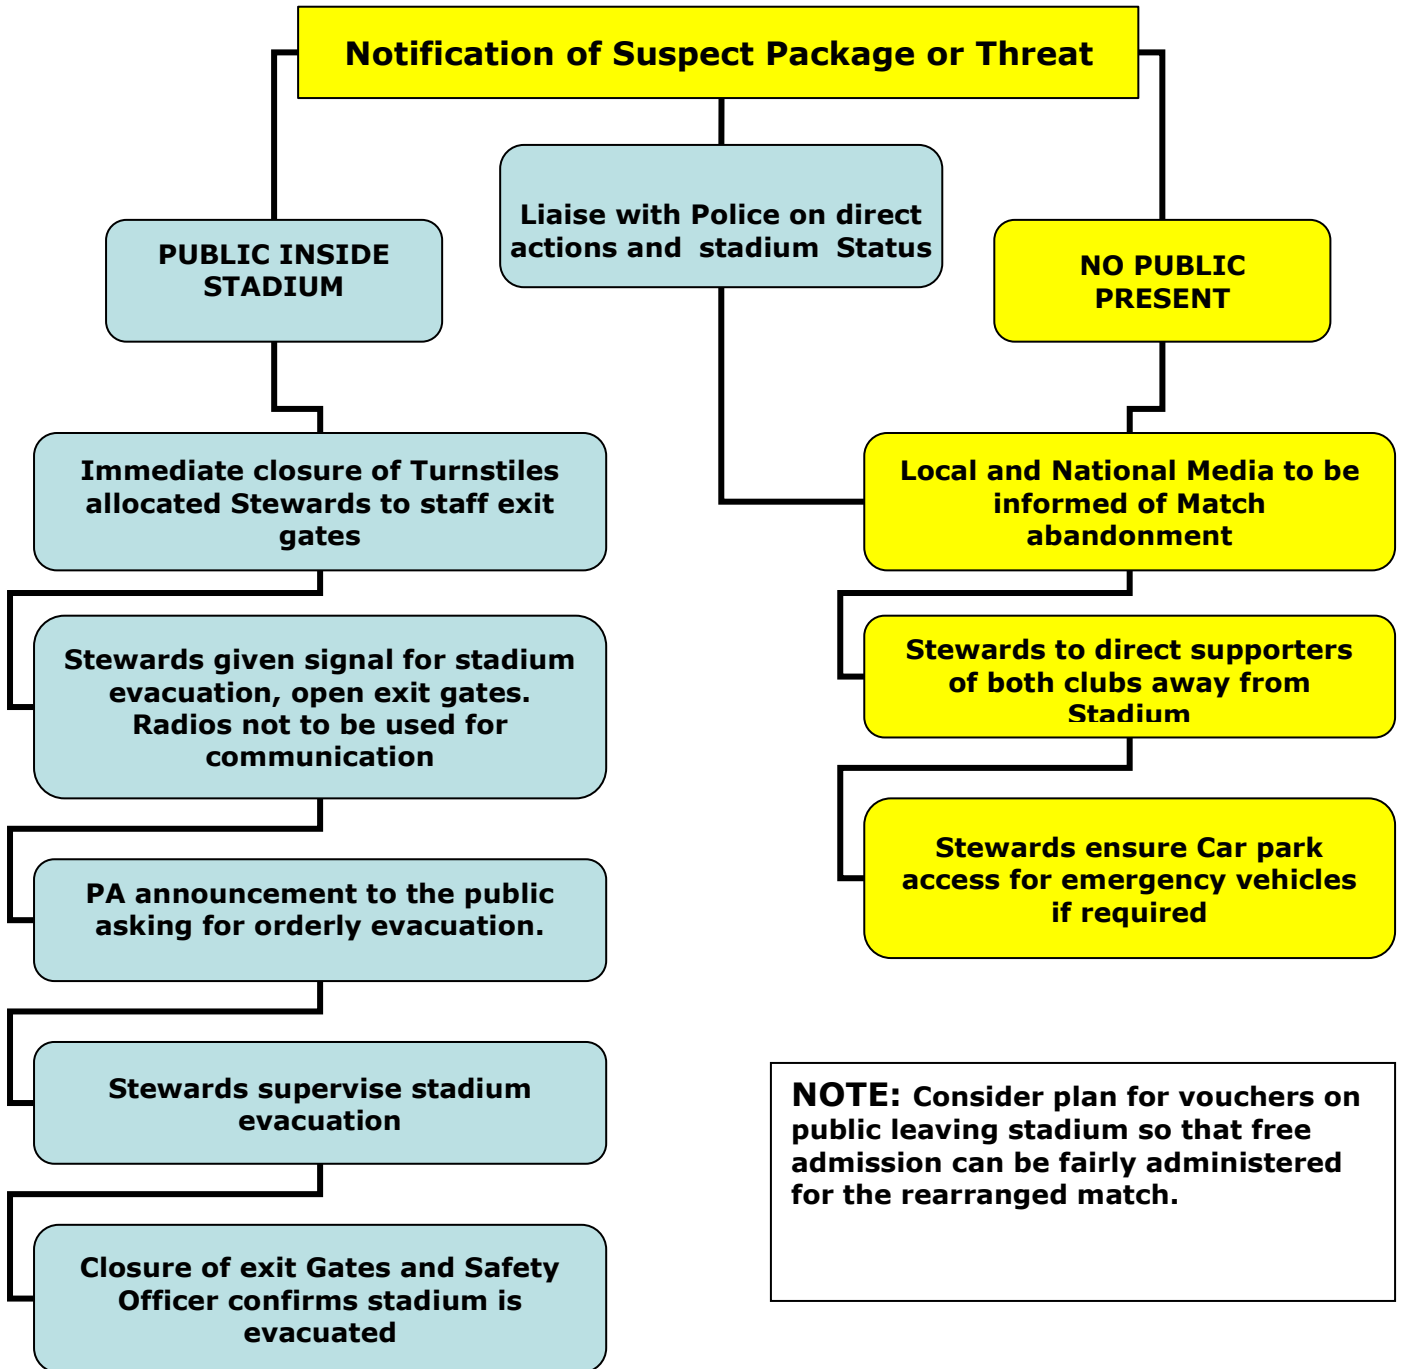 Notification of Suspect Package or Threat
Liaise with Police on direct
actions and stadium Status
PUBLIC INSIDE
STADIUM
NO PUBLIC
PRESENT
Immediate closure of Turnstiles
allocated Stewards to staff exit
gates
Local and National Media to be
informed of Match
abandonment
Stewards given signal for stadium
evacuation, open exit gates.
Radios not to be used for
communication
Stewards to direct supporters
of both clubs away from
Stadium
PA announcement to the public
asking for orderly evacuation.
Stewards ensure Car park
access for emergency vehicles
if required
Stewards supervise stadium
evacuation
NOTE: Consider plan for vouchers on
public leaving stadium so that free
admission can be fairly administered
for the rearranged match.
Closure of exit Gates and Safety
Officer confirms stadium is
evacuated